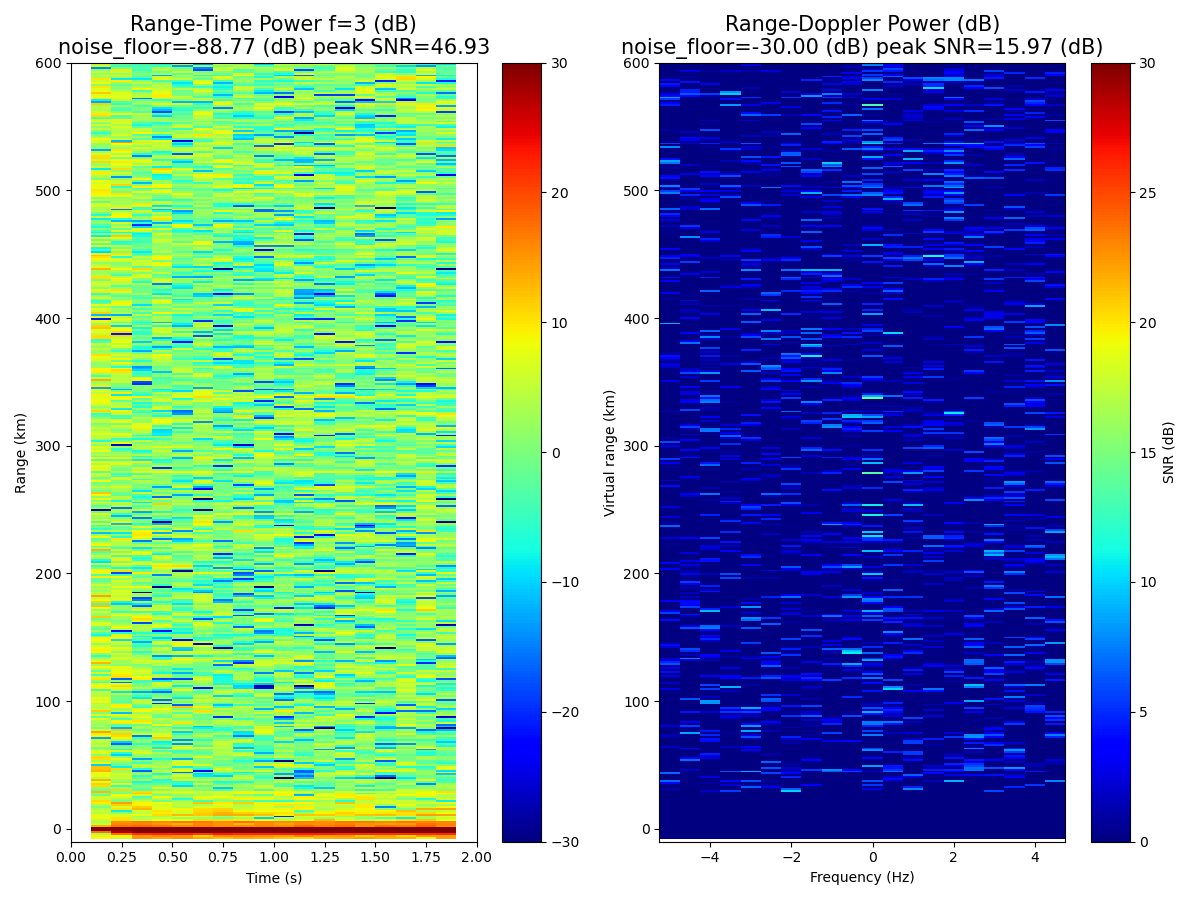 Range-Time Power f=3 (dB)
noise_floor=-88.77 (dB) peak SNR=46.93
Range (km)
600
500
400
300
200
100
0
0.00 0.25 0.50 0.75 1.00 1.25 1.50 1.75 2.00
Time (s)
30
20
10
0
−10
−20
−30
Range-Doppler Power (dB)
noise_floor=-30.00 (dB) peak SNR=15.97 (dB)
Virtual range (km)
600
500
400
300
200
100
0
−4 −2 0 2 4
Frequency (Hz)
30
25
20
15
10
5
0
SNR (dB)